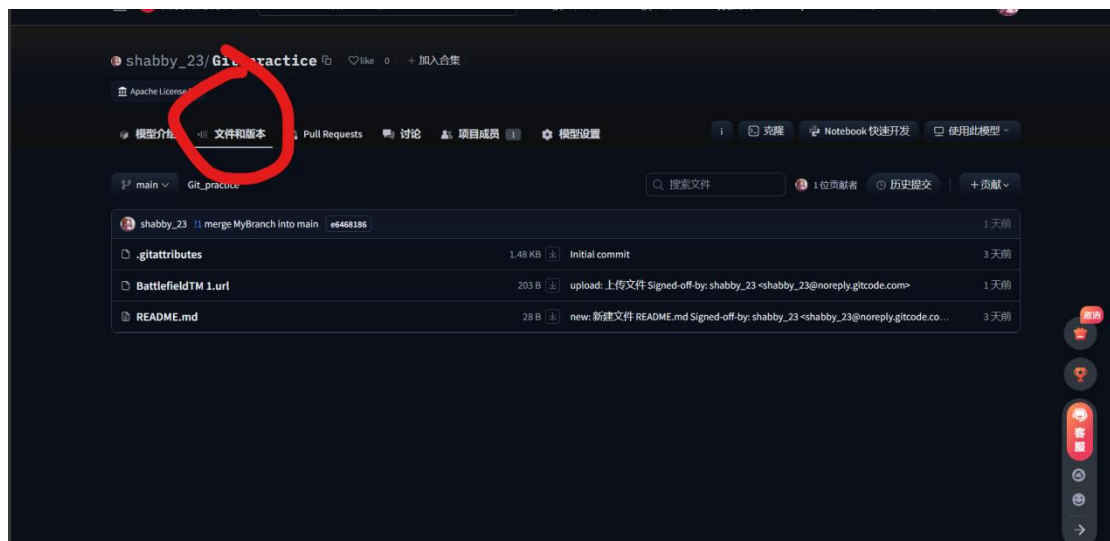 shabby_23/Git_practice like 0 +加入合集
Apache License
模型介绍 文件和版本 Pull Requests 讨论 项目成员 1 模型设置 克隆 Notebook 快速开发 使用此模型
main Git_practice 搜索文件 1位贡献者 历史提交 +贡献
shabby_23 !1 merge MyBranch into main e6468186 1天前
.gitattributes 1.48 KB Initial commit 3天前
BattlefieldTM 1.url 203 B upload: 上传文件 Signed-off-by: shabby_23 <shabby_23@noreply.gitcode.com> 1天前
README.md 28 B new: 新建文件 README.md Signed-off-by: shabby_23 <shabby_23@noreply.gitcode.co... 3天前
邀请
客服